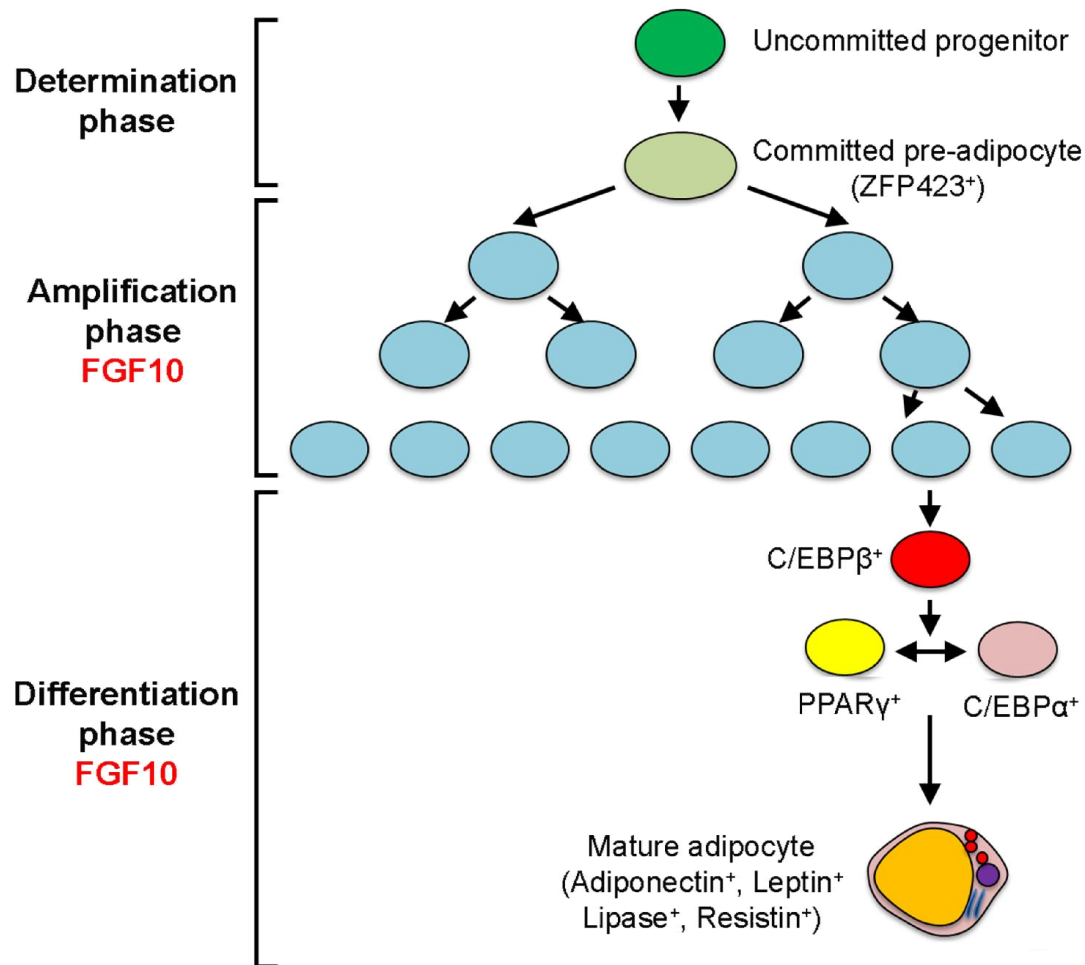 Determination
phase
Uncommitted progenitor
Committed pre-adipocyte
(ZFP423⁺)
Amplification
phase
FGF10
Differentiation
phase
FGF10
C/EBPβ⁺
PPARγ⁺
C/EBPα⁺
Mature adipocyte
(Adiponectin⁺, Leptin⁺
Lipase⁺, Resistin⁺)